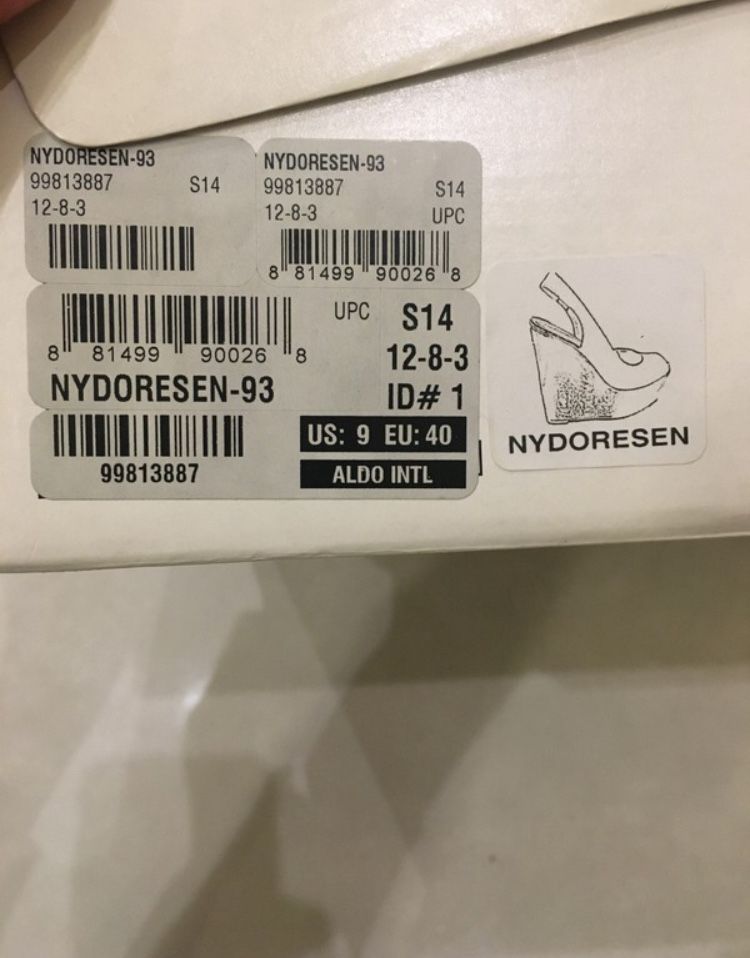 NYDORESEN-93
99813887 S14
12-8-3
NYDORESEN-93
99813887 S14
12-8-3 UPC
8 81499 90026 8
UPC S14
8 81499 90026 8
12-8-3
NYDORESEN-93 ID# 1
US: 9 EU: 40
99813887 ALDO INTL
NYDORESEN